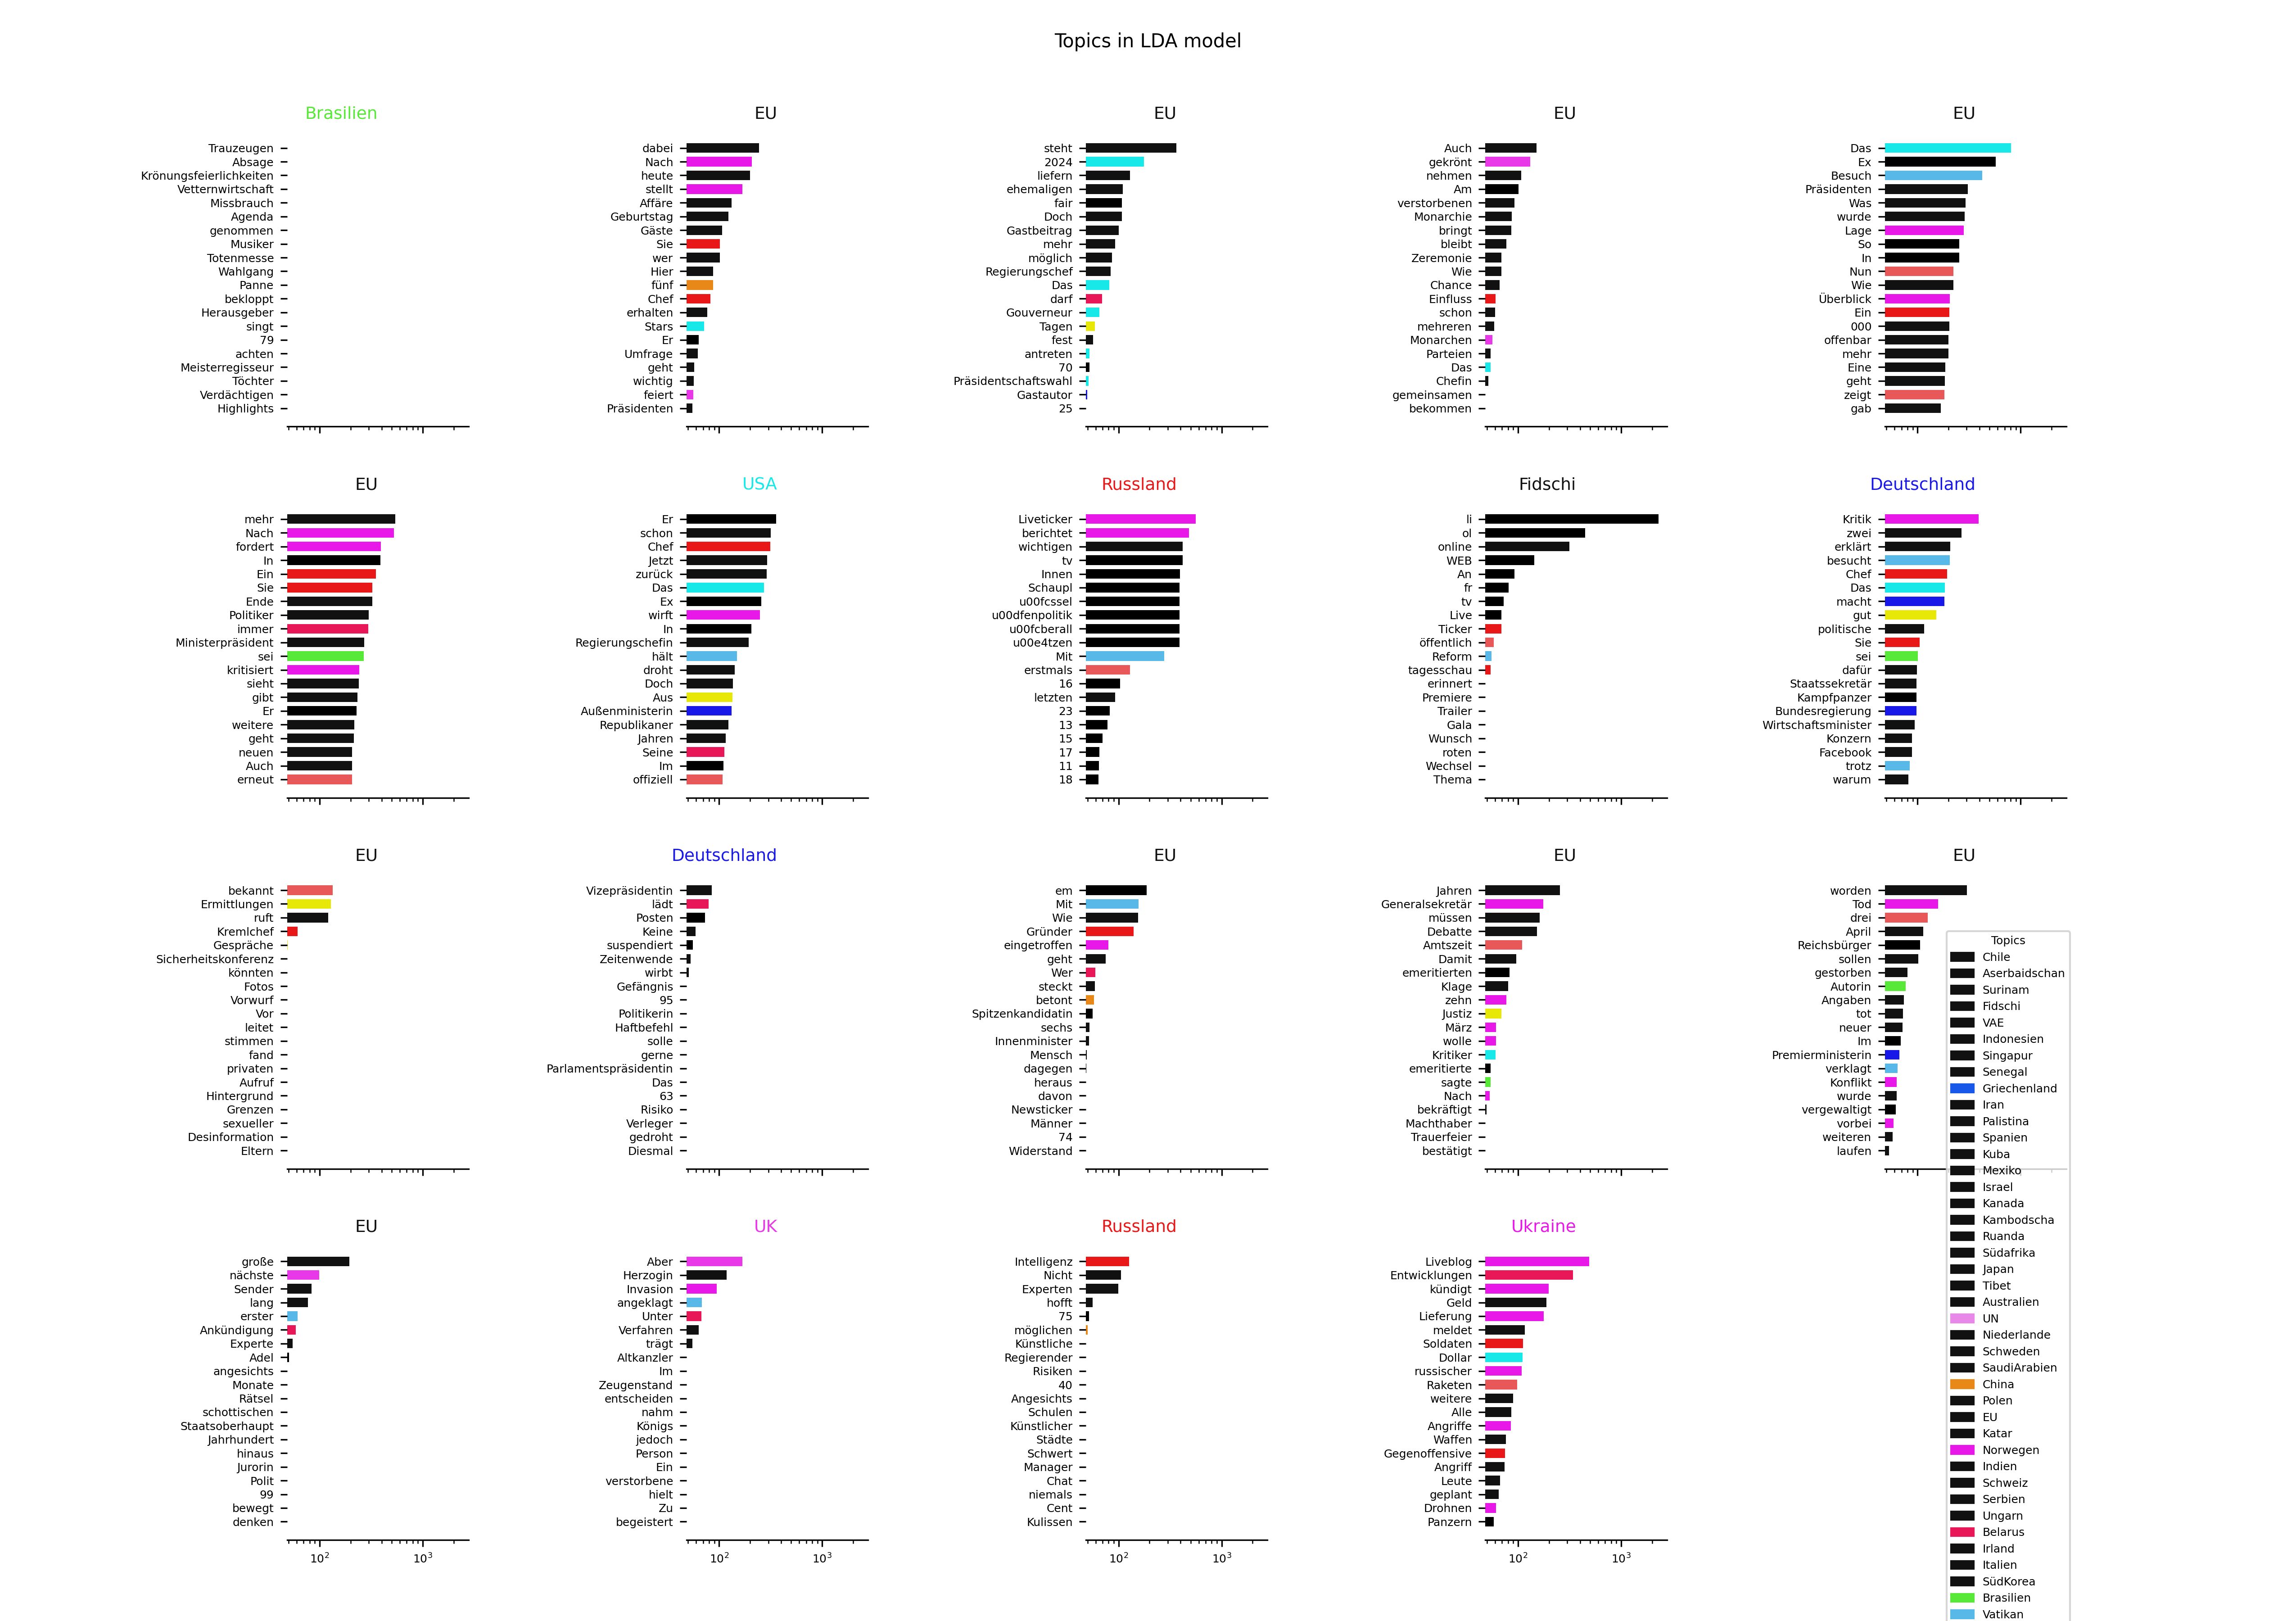 Topics in LDA model
Brasilien
Trauzeugen
Absage
Krönungsfeierlichkeiten
Vetternwirtschaft
Missbrauch
Agenda
genommen
Musiker
Totenmesse
Wahlgang
Panne
bekloppt
Herausgeber
singt
79
achten
Meisterregisseur
Töchter
Verdächtigen
Highlights
EU
dabei
Nach
heute
stellt
Affäre
Geburtstag
Gäste
Sie
wer
Hier
fünf
Chef
erhalten
Stars
Er
Umfrage
geht
wichtig
feiert
Präsidenten
EU
steht
2024
liefern
ehemaligen
fair
Doch
Gastbeitrag
mehr
möglich
Regierungschef
Das
darf
Gouverneur
Tagen
fest
antreten
70
Präsidentschaftswahl
Gastautor
25
EU
Auch
gekrönt
nehmen
Am
verstorbenen
Monarchie
bringt
bleibt
Zeremonie
Wie
Chance
Einfluss
schon
mehreren
Monarchen
Parteien
Das
Chefin
gemeinsamen
bekommen
EU
Das
Ex
Besuch
Präsidenten
Was
wurde
Lage
So
In
Nun
Wie
Überblick
Ein
000
offenbar
mehr
Eine
geht
zeigt
gab
EU
mehr
Nach
fordert
In
Ein
Sie
Ende
Politiker
immer
Ministerpräsident
sei
kritisiert
sieht
gibt
Er
weitere
geht
neuen
Auch
erneut
USA
Er
schon
Chef
Jetzt
zurück
Das
Ex
wirft
In
Regierungschefin
hält
droht
Doch
Aus
Außenministerin
Republikaner
Jahren
Seine
Im
offiziell
Russland
Liveticker
berichtet
wichtigen
tv
Innen
Schaupl
u00fcssel
u00dfenpolitik
u00fcberall
u00e4tzen
Mit
erstmals
16
letzten
23
13
15
17
11
18
Fidschi
li
ol
online
WEB
An
fr
tv
Live
Ticker
öffentlich
Reform
tagesschau
erinnert
Premiere
Trailer
Gala
Wunsch
roten
Wechsel
Thema
Deutschland
Kritik
zwei
erklärt
besucht
Chef
Das
macht
gut
politische
Sie
sei
dafür
Staatssekretär
Kampfpanzer
Bundesregierung
Wirtschaftsminister
Konzern
Facebook
trotz
warum
EU
bekannt
Ermittlungen
ruft
Kremlchef
Gespräche
Sicherheitskonferenz
könnten
Fotos
Vorwurf
Vor
leitet
stimmen
fand
privaten
Aufruf
Hintergrund
Grenzen
sexueller
Desinformation
Eltern
Deutschland
Vizepräsidentin
lädt
Posten
Keine
suspendiert
Zeitenwende
wirbt
Gefängnis
95
Politikerin
Haftbefehl
solle
gerne
Parlamentspräsidentin
Das
63
Risiko
Verleger
gedroht
Diesmal
EU
em
Mit
Wie
Gründer
eingetroffen
geht
Wer
steckt
betont
Spitzenkandidatin
sechs
Innenminister
Mensch
dagegen
heraus
davon
Newsticker
Männer
74
Widerstand
EU
Jahren
Generalsekretär
müssen
Debatte
Amtszeit
Damit
emeritierten
Klage
zehn
Justiz
März
wolle
Kritiker
emeritierte
sagte
Nach
bekräftigt
Machthaber
Trauerfeier
bestätigt
EU
worden
Tod
drei
April
Reichsbürger
sollen
gestorben
Autorin
Angaben
tot
neuer
Im
Premierministerin
verklagt
Konflikt
wurde
vergewaltigt
vorbei
weiteren
laufen
EU
große
nächste
Sender
lang
erster
Ankündigung
Experte
Adel
angesichts
Monate
Rätsel
schottischen
Staatsoberhaupt
Jahrhundert
hinaus
Jurorin
Polit
99
bewegt
denken
10²
10³
UK
Aber
Herzogin
Invasion
angeklagt
Unter
Verfahren
trägt
Altkanzler
Im
Zeugenstand
entscheiden
nahm
Königs
jedoch
Person
Ein
verstorbene
hielt
Zu
begeistert
10²
10³
Russland
Intelligenz
Nicht
Experten
hofft
75
möglichen
Künstliche
Regierender
Risiken
40
Angesichts
Schulen
Künstlicher
Städte
Schwert
Manager
Chat
niemals
Cent
Kulissen
10²
10³
Ukraine
Liveblog
Entwicklungen
kündigt
Geld
Lieferung
meldet
Soldaten
Dollar
russischer
Raketen
weitere
Alle
Angriffe
Waffen
Gegenoffensive
Angriff
Leute
geplant
Drohnen
Panzern
10²
10³
Topics
Chile
Aserbaidschan
Surinam
Fidschi
VAE
Indonesien
Singapur
Senegal
Griechenland
Iran
Palistina
Spanien
Kuba
Mexiko
Israel
Kanada
Kambodscha
Ruanda
Südafrika
Japan
Tibet
Australien
UN
Niederlande
Schweden
SaudiArabien
China
Polen
EU
Katar
Norwegen
Indien
Schweiz
Serbien
Ungarn
Belarus
Irland
Italien
SüdKorea
Brasilien
Vatikan